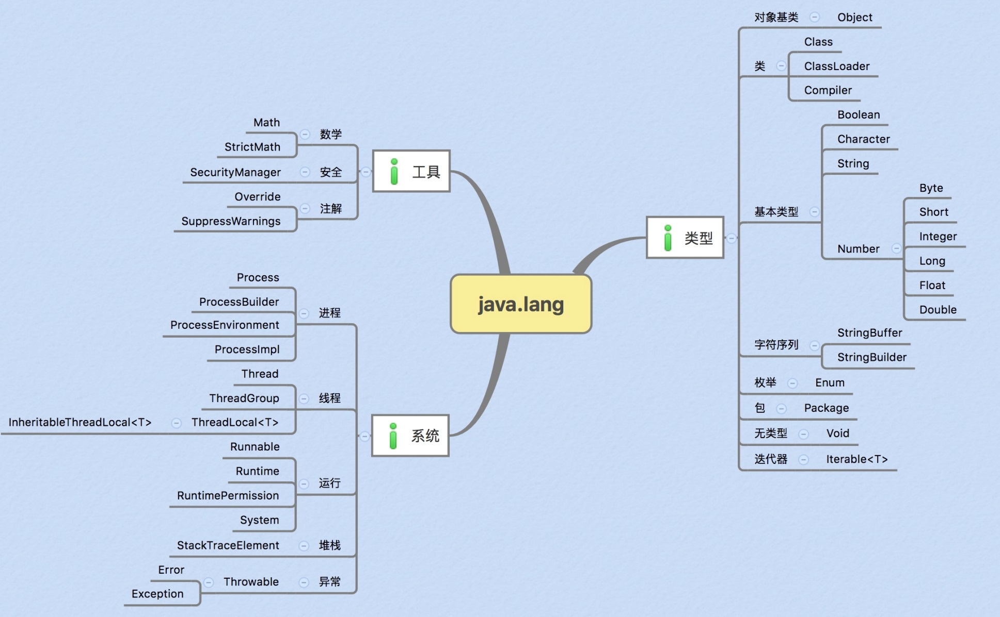 java.lang
类型
对象基类
Object
类
Class
ClassLoader
Compiler
基本类型
Boolean
Character
String
Number
Byte
Short
Integer
Long
Float
Double
字符序列
StringBuffer
StringBuilder
枚举
Enum
包
Package
无类型
Void
迭代器
Iterable<T>
工具
数学
Math
StrictMath
安全
SecurityManager
注解
Override
SuppressWarnings
系统
进程
Process
ProcessBuilder
ProcessEnvironment
ProcessImpl
线程
Thread
ThreadGroup
ThreadLocal<T>
InheritableThreadLocal<T>
运行
Runnable
Runtime
RuntimePermission
System
堆栈
StackTraceElement
异常
Throwable
Error
Exception